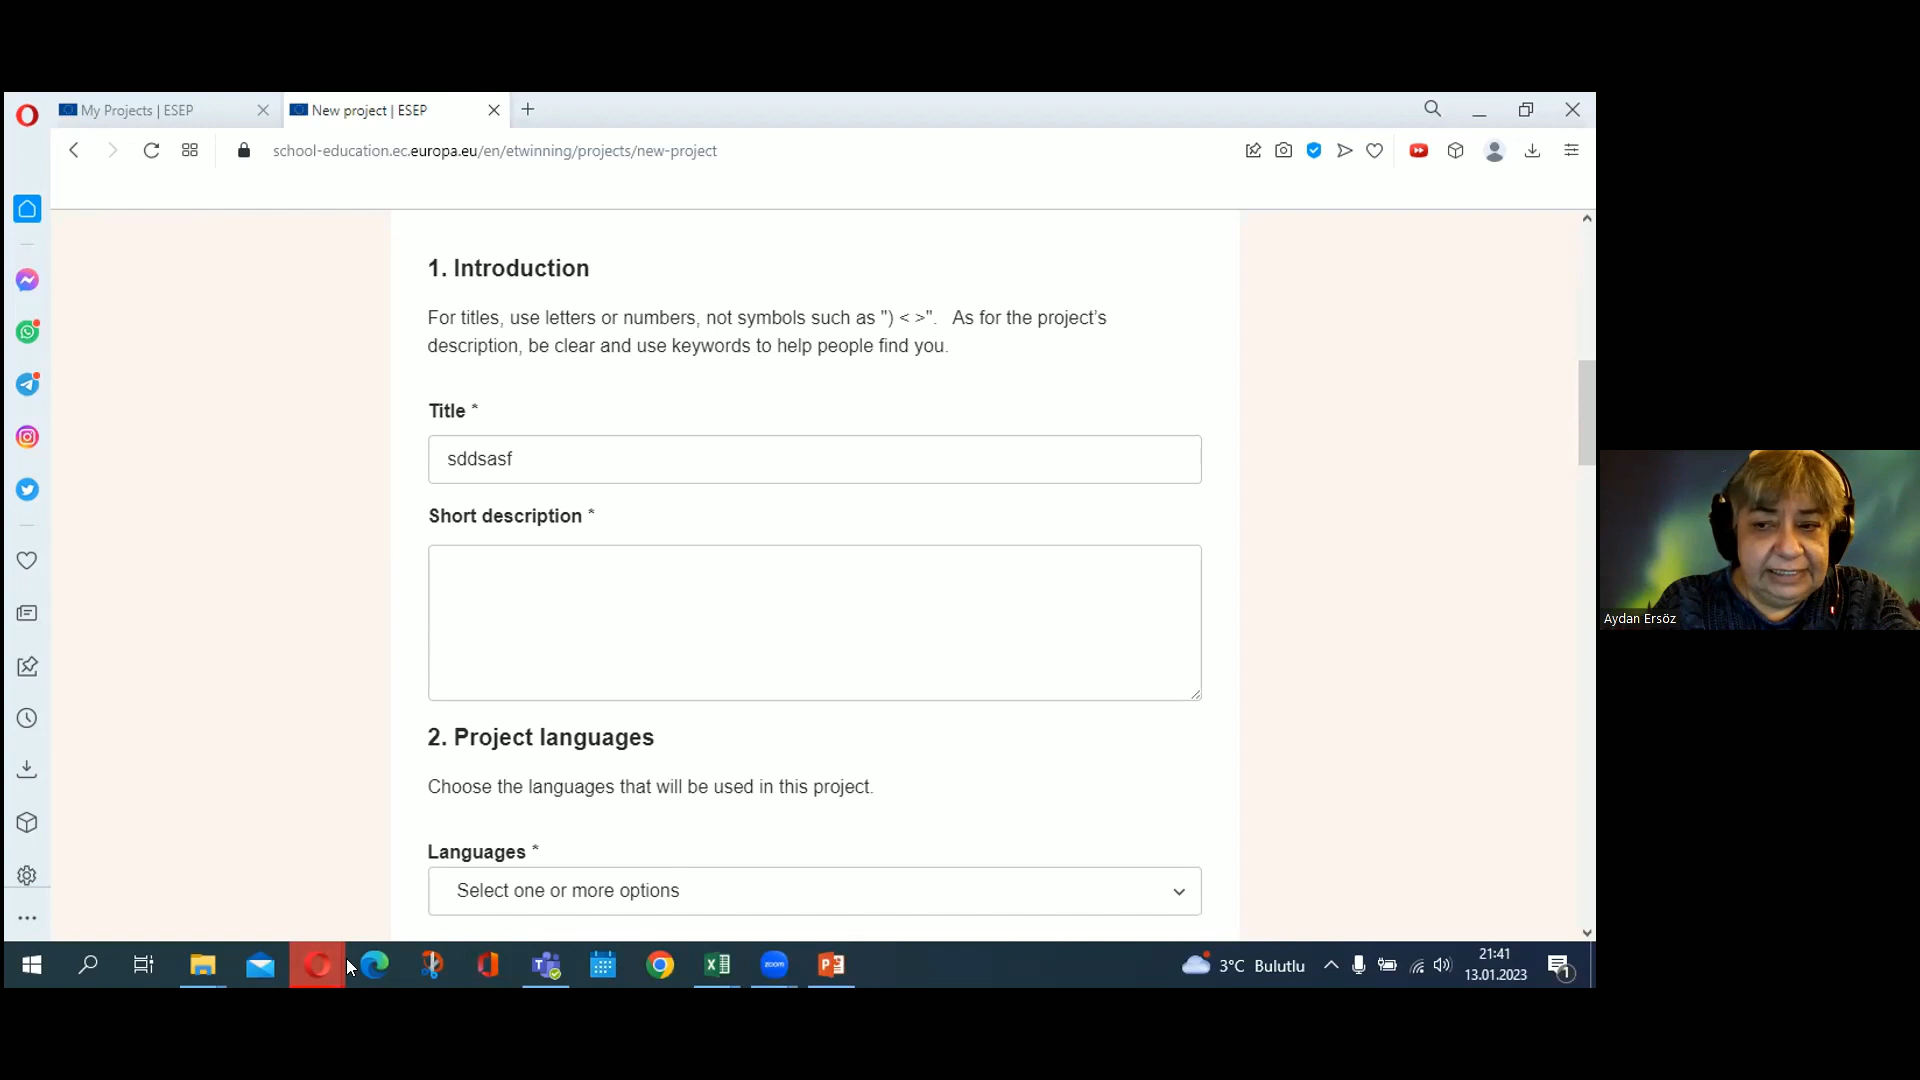 My Projects | ESEP
New project | ESEP
school-education.ec.europa.eu/en/etwinning/projects/new-project
1. Introduction
For titles, use letters or numbers, not symbols such as ") < >".   As for the project’s
description, be clear and use keywords to help people find you.
Title *
sddsasf
Short description *
2. Project languages
Choose the languages that will be used in this project.
Languages *
Select one or more options
Aydan Ersöz
zoom
3°C Bulutlu
21:41
13.01.2023
1